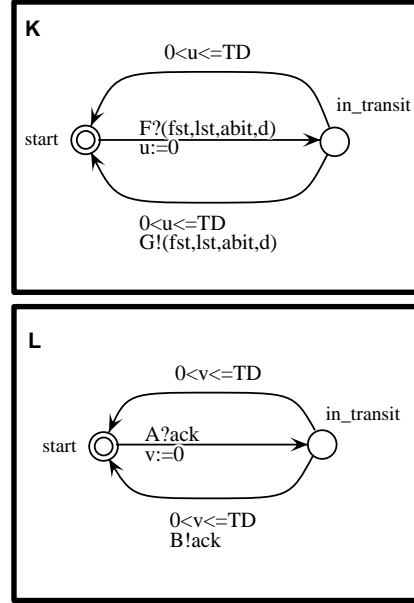 K
0<u<=TD
in_transit
start
F?(fst,lst,abit,d)
u:=0
0<u<=TD
G!(fst,lst,abit,d)
L
0<v<=TD
in_transit
start
A?ack
v:=0
0<v<=TD
B!ack